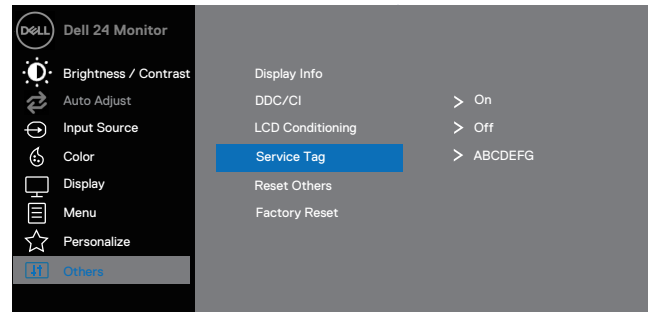 DELL Dell 24 Monitor
Brightness / Contrast
Display Info
Auto Adjust
DDC/CI > On
Input Source
LCD Conditioning > Off
Color
Service Tag > ABCDEFG
Display
Reset Others
Menu
Factory Reset
Personalize
Others